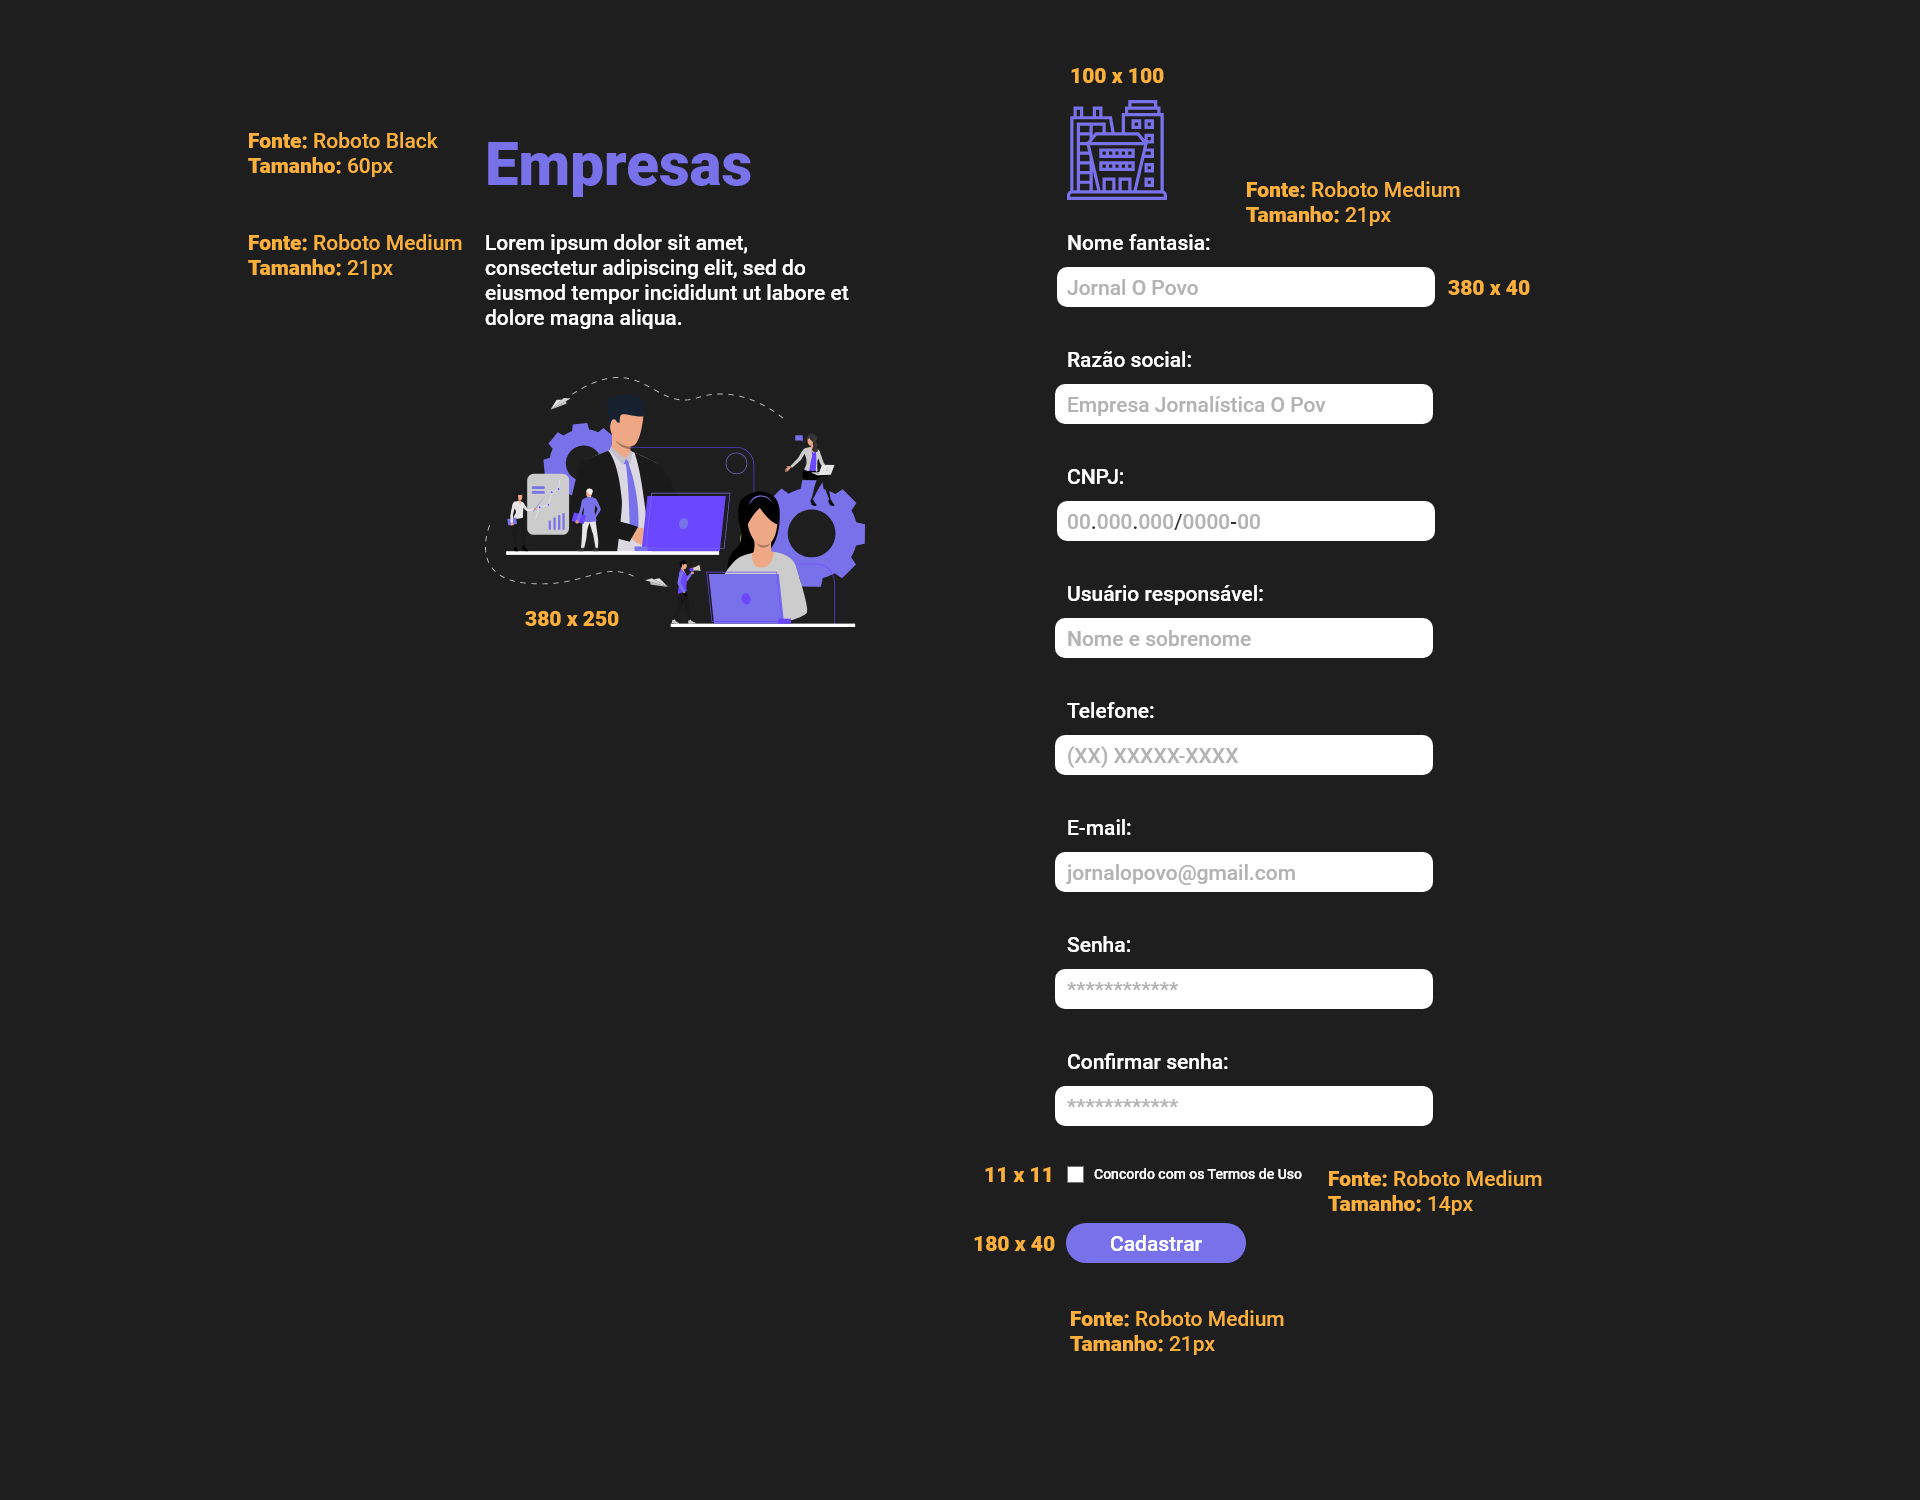 Fonte: Roboto Black
Tamanho: 60px
Empresas
Fonte: Roboto Medium
Tamanho: 21px
Lorem ipsum dolor sit amet,
consectetur adipiscing elit, sed do
eiusmod tempor incididunt ut labore et
dolore magna aliqua.
380 x 250
100 x 100
Fonte: Roboto Medium
Tamanho: 21px
Nome fantasia:
Jornal O Povo
380 x 40
Razão social:
Empresa Jornalística O Pov
CNPJ:
00.000.000/0000-00
Usuário responsável:
Nome e sobrenome
Telefone:
(XX) XXXXX-XXXX
E-mail:
jornalopovo@gmail.com
Senha:
************
Confirmar senha:
************
11 x 11
Concordo com os Termos de Uso
Fonte: Roboto Medium
Tamanho: 14px
180 x 40
Cadastrar
Fonte: Roboto Medium
Tamanho: 21px